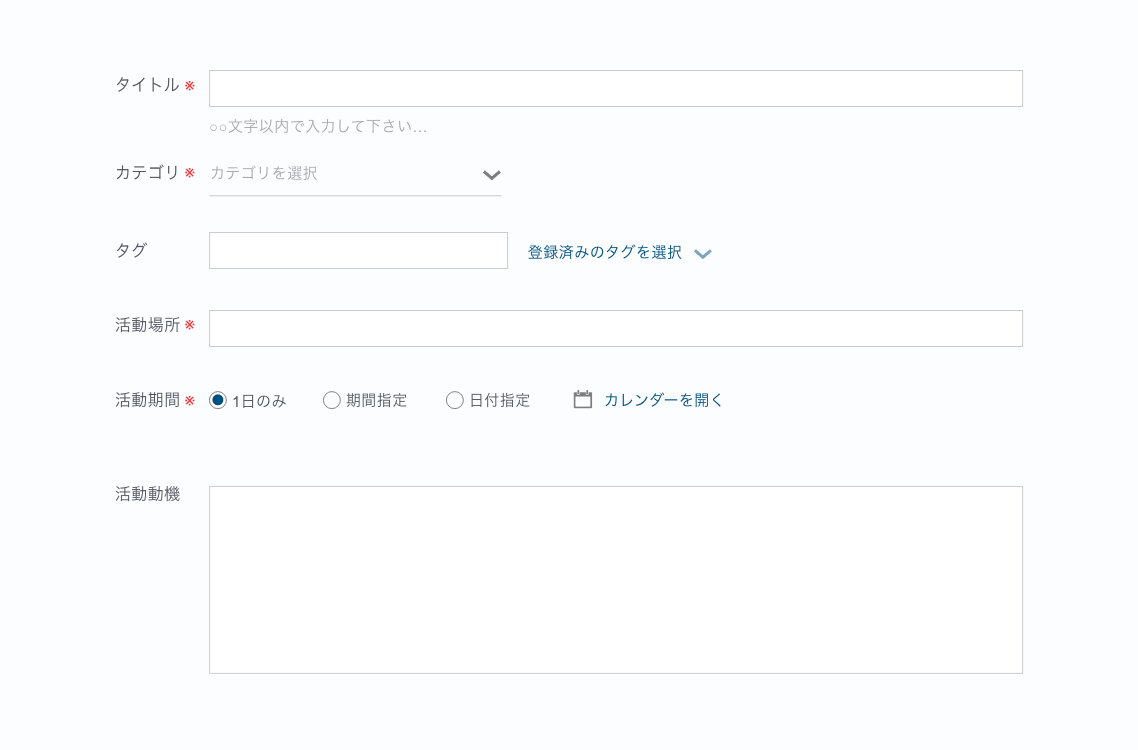 タイトル ※
○○文字以内で入力して下さい...
カテゴリ ※ カテゴリを選択
タグ 登録済みのタグを選択
活動場所 ※
活動期間 ※ 1日のみ 期間指定 日付指定 カレンダーを開く
活動動機